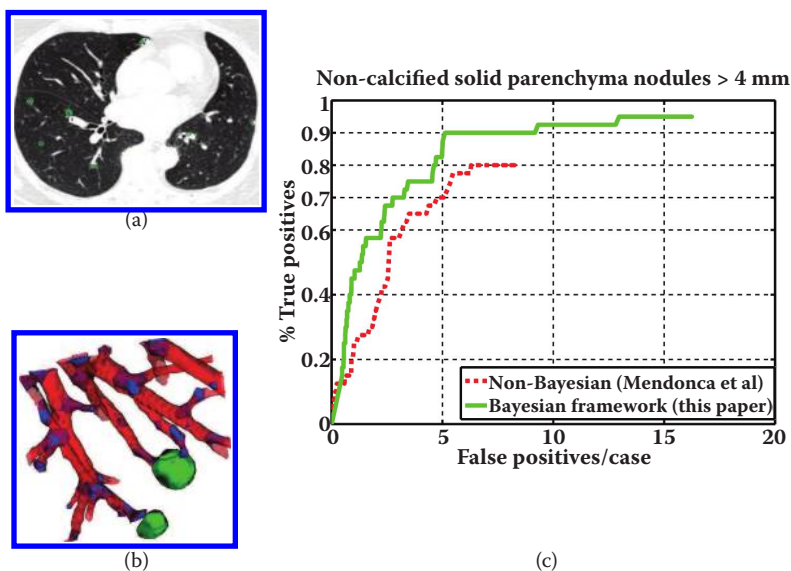 (a)
(b)
Non-calcified solid parenchyma nodules > 4 mm
% True positives
1
0.9
0.8
0.7
0.6
0.4
0.2
0
Non-Bayesian (Mendonca et al)
Bayesian framework (this paper)
0 5 10 15 20
False positives/case
(c)